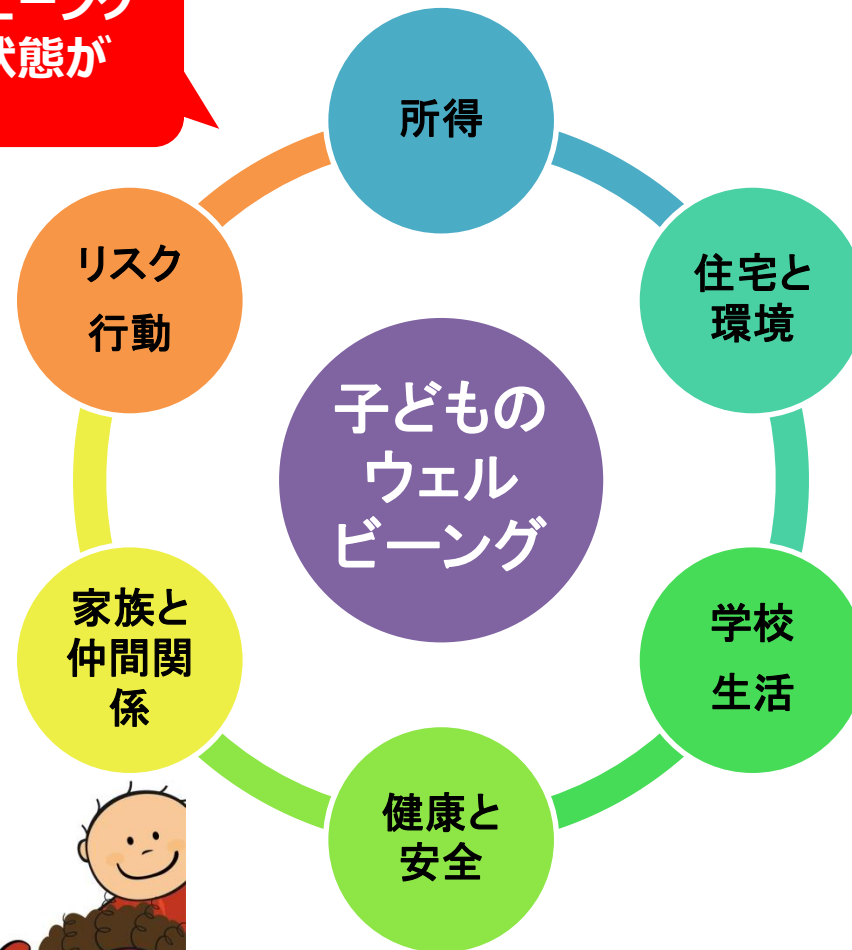 状態が
所得
リスク
行動
住宅と
環境
子どもの
ウェル
ビーング
家族と
仲間関
係
学校
生活
健康と
安全